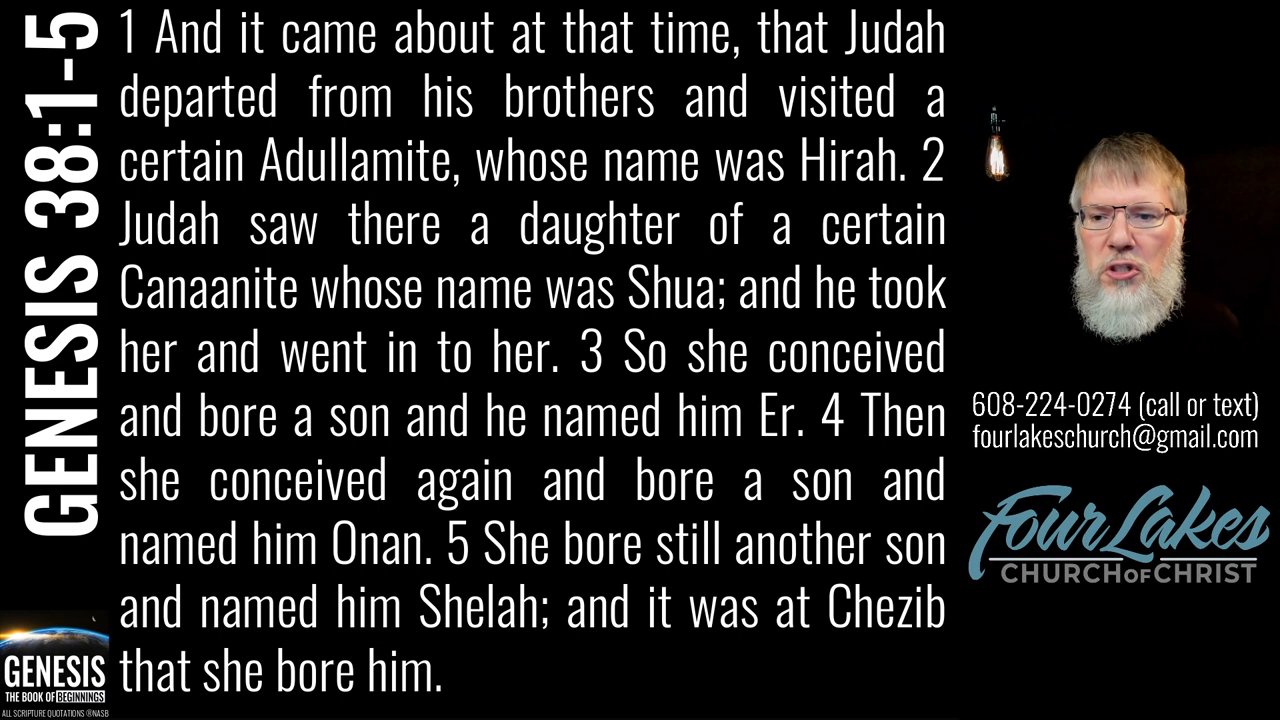 GENESIS 38:1-5
1 And it came about at that time, that Judah
departed from his brothers and visited a
certain Adullamite, whose name was Hirah. 2
Judah saw there a daughter of a certain
Canaanite whose name was Shua; and he took
her and went in to her. 3 So she conceived
and bore a son and he named him Er. 4 Then
she conceived again and bore a son and
named him Onan. 5 She bore still another son
and named him Shelah; and it was at Chezib
that she bore him.
GENESIS
THE BOOK OF BEGINNINGS
ALL SCRIPTURE QUOTATIONS ®NASB
608-224-0274 (call or text)
fourlakeschurch@gmail.com
Four Lakes
CHURCH OF CHRIST